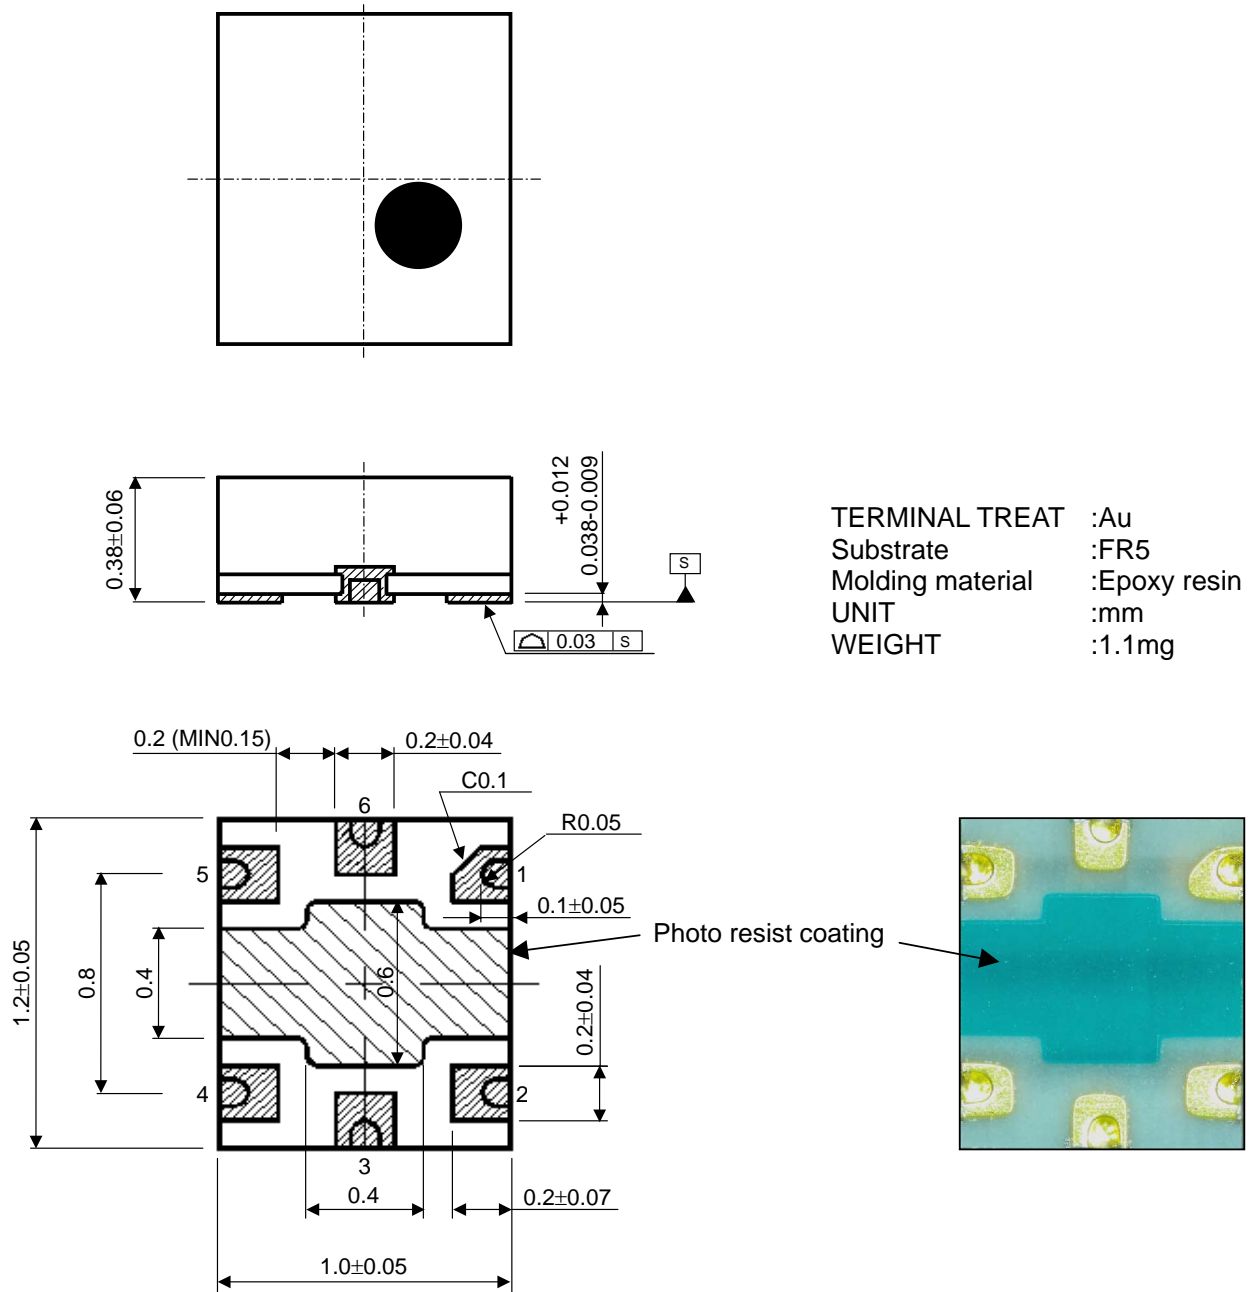 0.38±0.06
+0.012
0.038-0.009
S
0.03 S
TERMINAL TREAT :Au
Substrate :FR5
Molding material :Epoxy resin
UNIT :mm
WEIGHT :1.1mg
0.2 (MIN0.15)
0.2±0.04
C0.1
6
R0.05
5
1
0.1±0.05
Photo resist coating
1.2±0.05
0.8
0.4
0.6
0.2±0.04
4
2
3
0.4
0.2±0.07
1.0±0.05